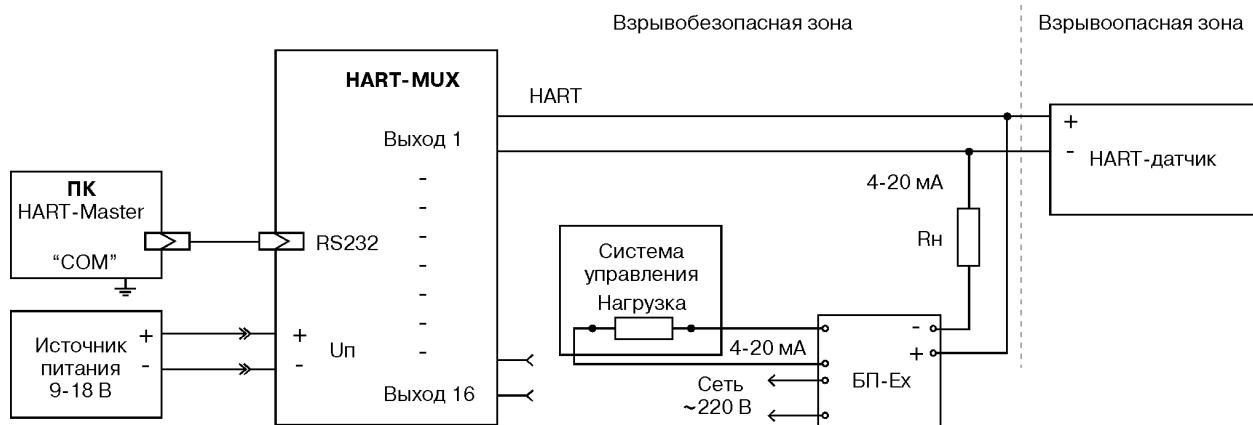 Взрывобезопасная зона
Взрывоопасная зона
HART-MUX
HART
Выход 1
+
-
HART-датчик
4-20 мА
Rн
ПК
HART-Master
“COM”
RS232
-
-
-
-
-
-
-
Система
управления
Нагрузка
Источник
питания
9-18 В
+
-
+
-
Uп
Выход 16
4-20 мА
Сеть
~220 В
-
+
БП-Ex